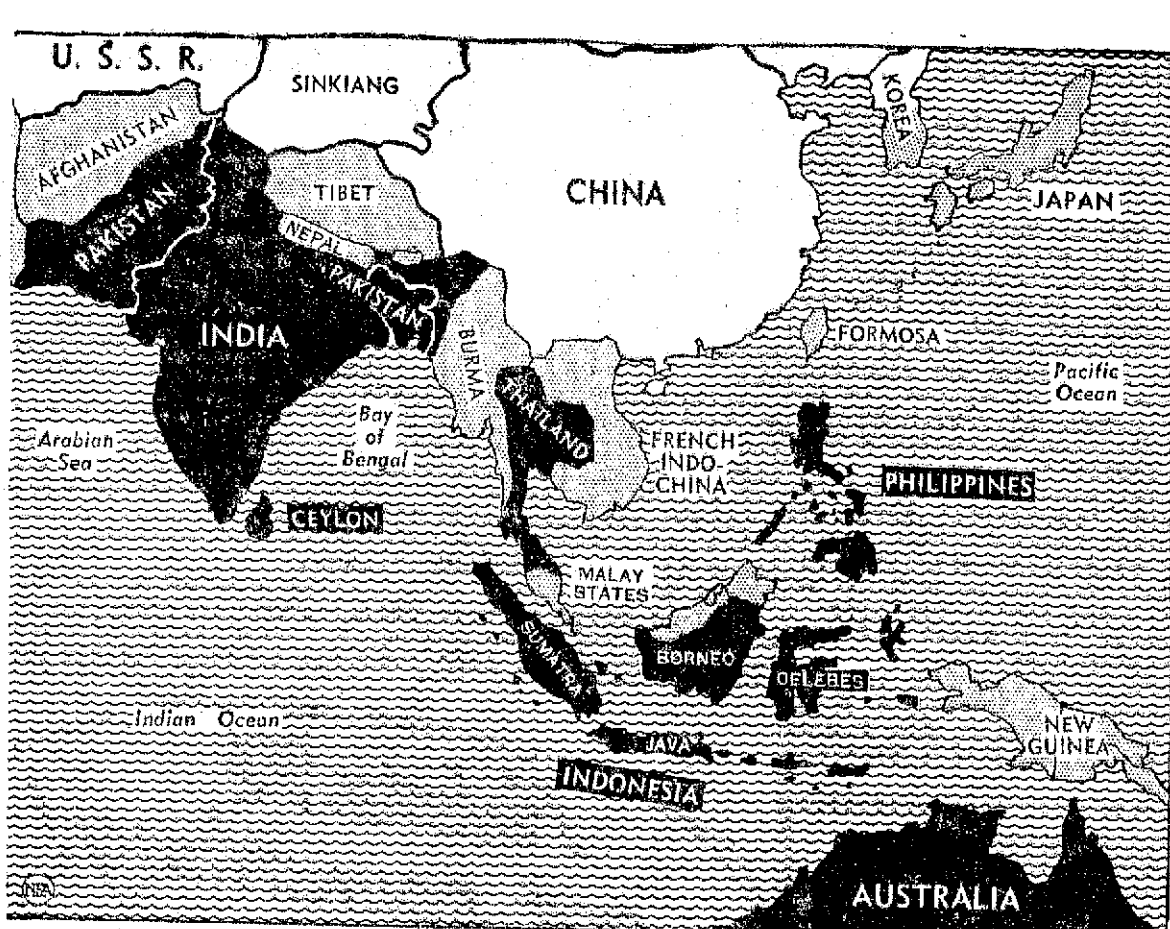 U. S. S. R.
SINKIANG
KOREA
AFGHANISTAN
TIBET
CHINA
JAPAN
PAKISTAN
NEPAL
PAKISTAN
INDIA
BURMA
FORMOSA
Pacific
Ocean
THAILAND
Arabian
Sea
Bay
of
Bengal
FRENCH
INDO-
CHINA
PHILIPPINES
CEYLON
MALAY
STATES
SUMATRA
BORNEO
CELEBES
Indian Ocean
JAVA
NEW
GUINEA
INDONESIA
NEA
AUSTRALIA